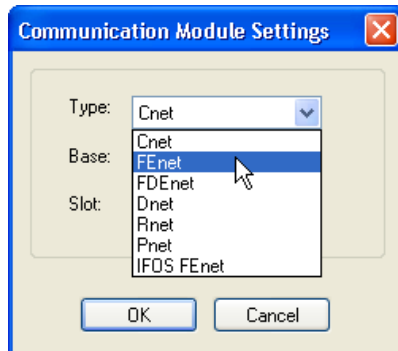 Communication Module Settings
Type: Cnet
Cnet
Base: FEnet
FDEnet
Slot: Dnet
Rnet
Pnet
IFOS FEnet
OK Cancel